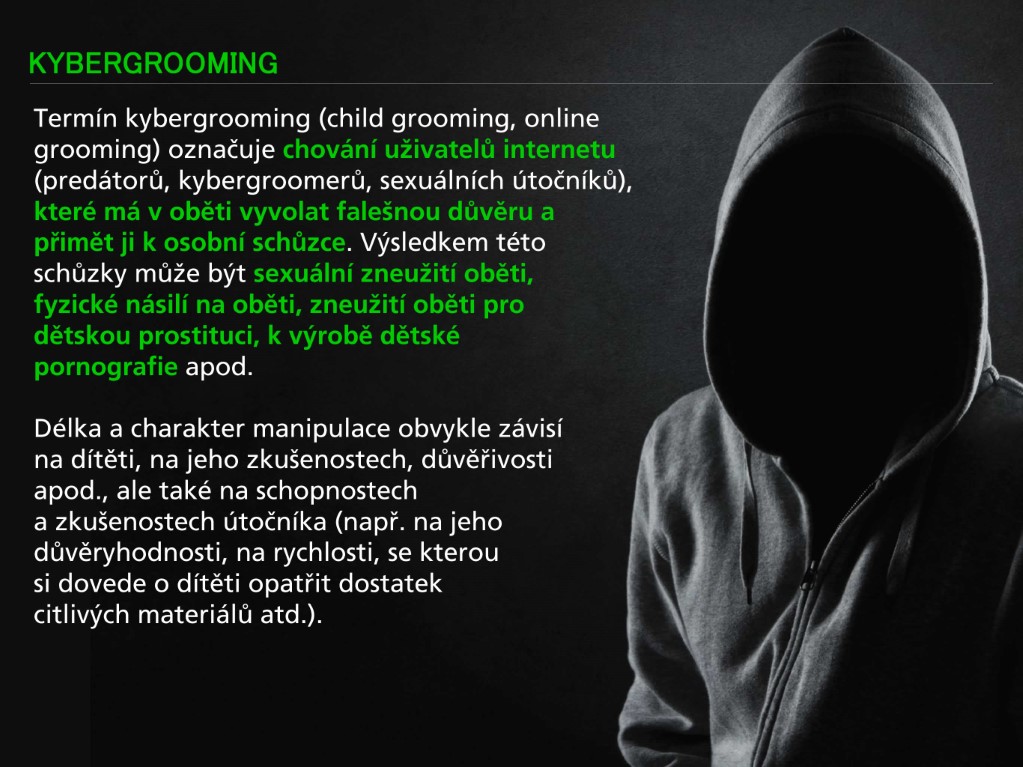 KYBERGROOMING
Termín kybergrooming (child grooming, online
grooming) označuje chování uživatelů internetu
(predátorů, kybergroomerů, sexuálních útočníků),
které má v oběti vyvolat falešnou důvěru a
přimět ji k osobní schůzce. Výsledkem této
schůzky může být sexuální zneužití oběti,
fyzické násilí na oběti, zneužití oběti pro
dětskou prostituci, k výrobě dětské
pornografie apod.
Délka a charakter manipulace obvykle závisí
na dítěti, na jeho zkušenostech, důvěřivosti
apod., ale také na schopnostech
a zkušenostech útočníka (např. na jeho
důvěryhodnosti, na rychlosti, se kterou
si dovede o dítěti opatřit dostatek
citlivých materiálů atd.).